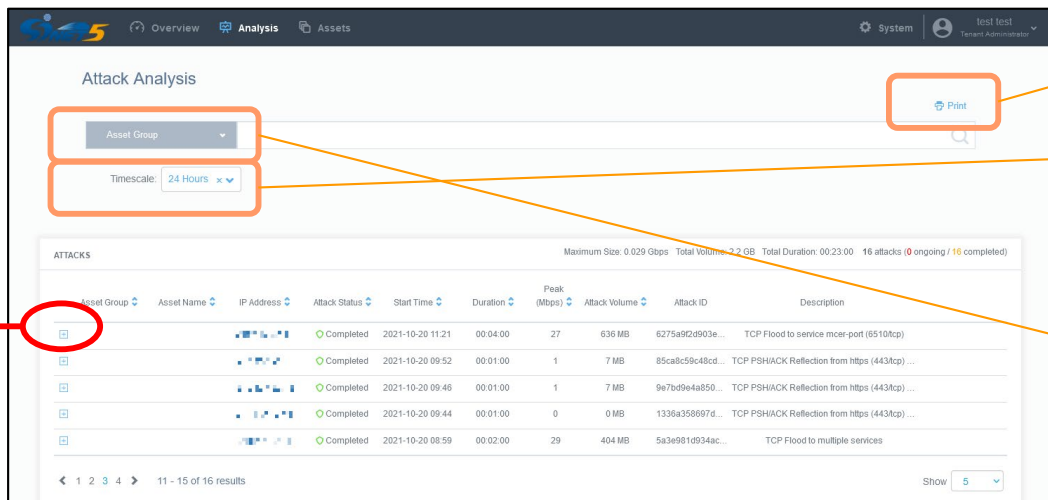 5 Overview Analysis Assets System test test
Tenant Administrator
Attack Analysis
Print
Asset Group
Timescale: 24 Hours x
ATTACKS Maximum Size: 0.029 Gbps Total Volume: 2.2 GB Total Duration: 00:23:00 16 attacks (0 ongoing / 16 completed)
Asset Group Asset Name IP Address Attack Status Start Time Duration Peak (Mbps) Attack Volume Attack ID Description
Completed 2021-10-20 11:21 00:04:00 27 636 MB 6275a9f2d903e... TCP Flood to service mcer-port (6510/tcp)
Completed 2021-10-20 09:52 00:01:00 1 7 MB 85ca8c59c48cd... TCP PSH/ACK Reflection from https (443/tcp) ...
Completed 2021-10-20 09:46 00:01:00 1 7 MB 9e7bd9e4a850... TCP PSH/ACK Reflection from https (443/tcp) ...
Completed 2021-10-20 09:44 00:01:00 0 0 MB 1336a358697d... TCP PSH/ACK Reflection from https (443/tcp) ...
Completed 2021-10-20 08:59 00:02:00 29 404 MB 5a3e981d934ac... TCP Flood to multiple services
1 2 3 4 11 - 15 of 16 results Show 5